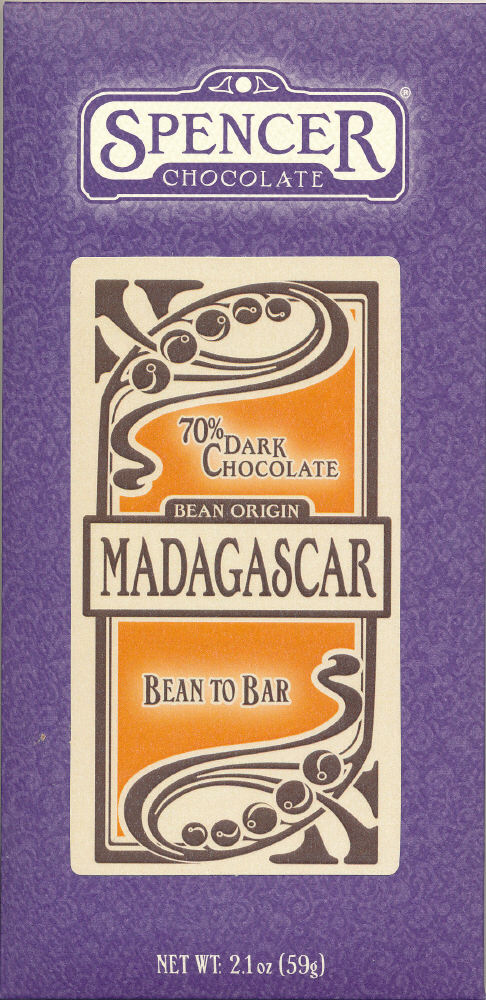 SPENCER®
CHOCOLATE
70% DARK
CHOCOLATE
BEAN ORIGIN
MADAGASCAR
BEAN TO BAR
NET WT: 2.1 oz (59g)